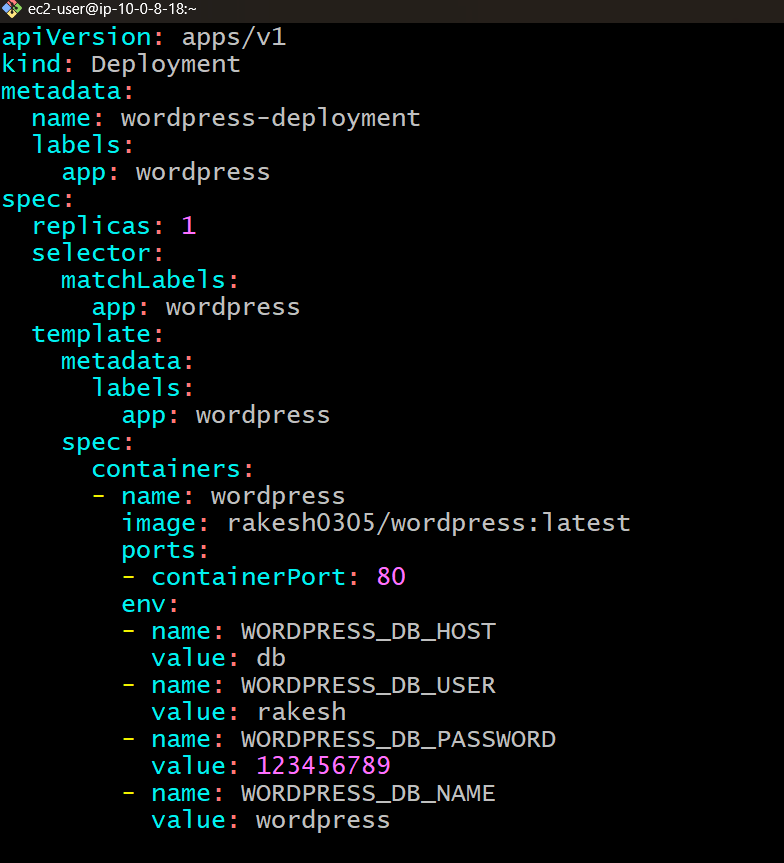 ec2-user@ip-10-0-8-18:~
apiVersion: apps/v1
kind: Deployment
metadata:
  name: wordpress-deployment
  labels:
    app: wordpress
spec:
  replicas: 1
  selector:
    matchLabels:
      app: wordpress
  template:
    metadata:
      labels:
        app: wordpress
    spec:
      containers:
      - name: wordpress
        image: rakesh0305/wordpress:latest
        ports:
        - containerPort: 80
        env:
        - name: WORDPRESS_DB_HOST
          value: db
        - name: WORDPRESS_DB_USER
          value: rakesh
        - name: WORDPRESS_DB_PASSWORD
          value: 123456789
        - name: WORDPRESS_DB_NAME
          value: wordpress